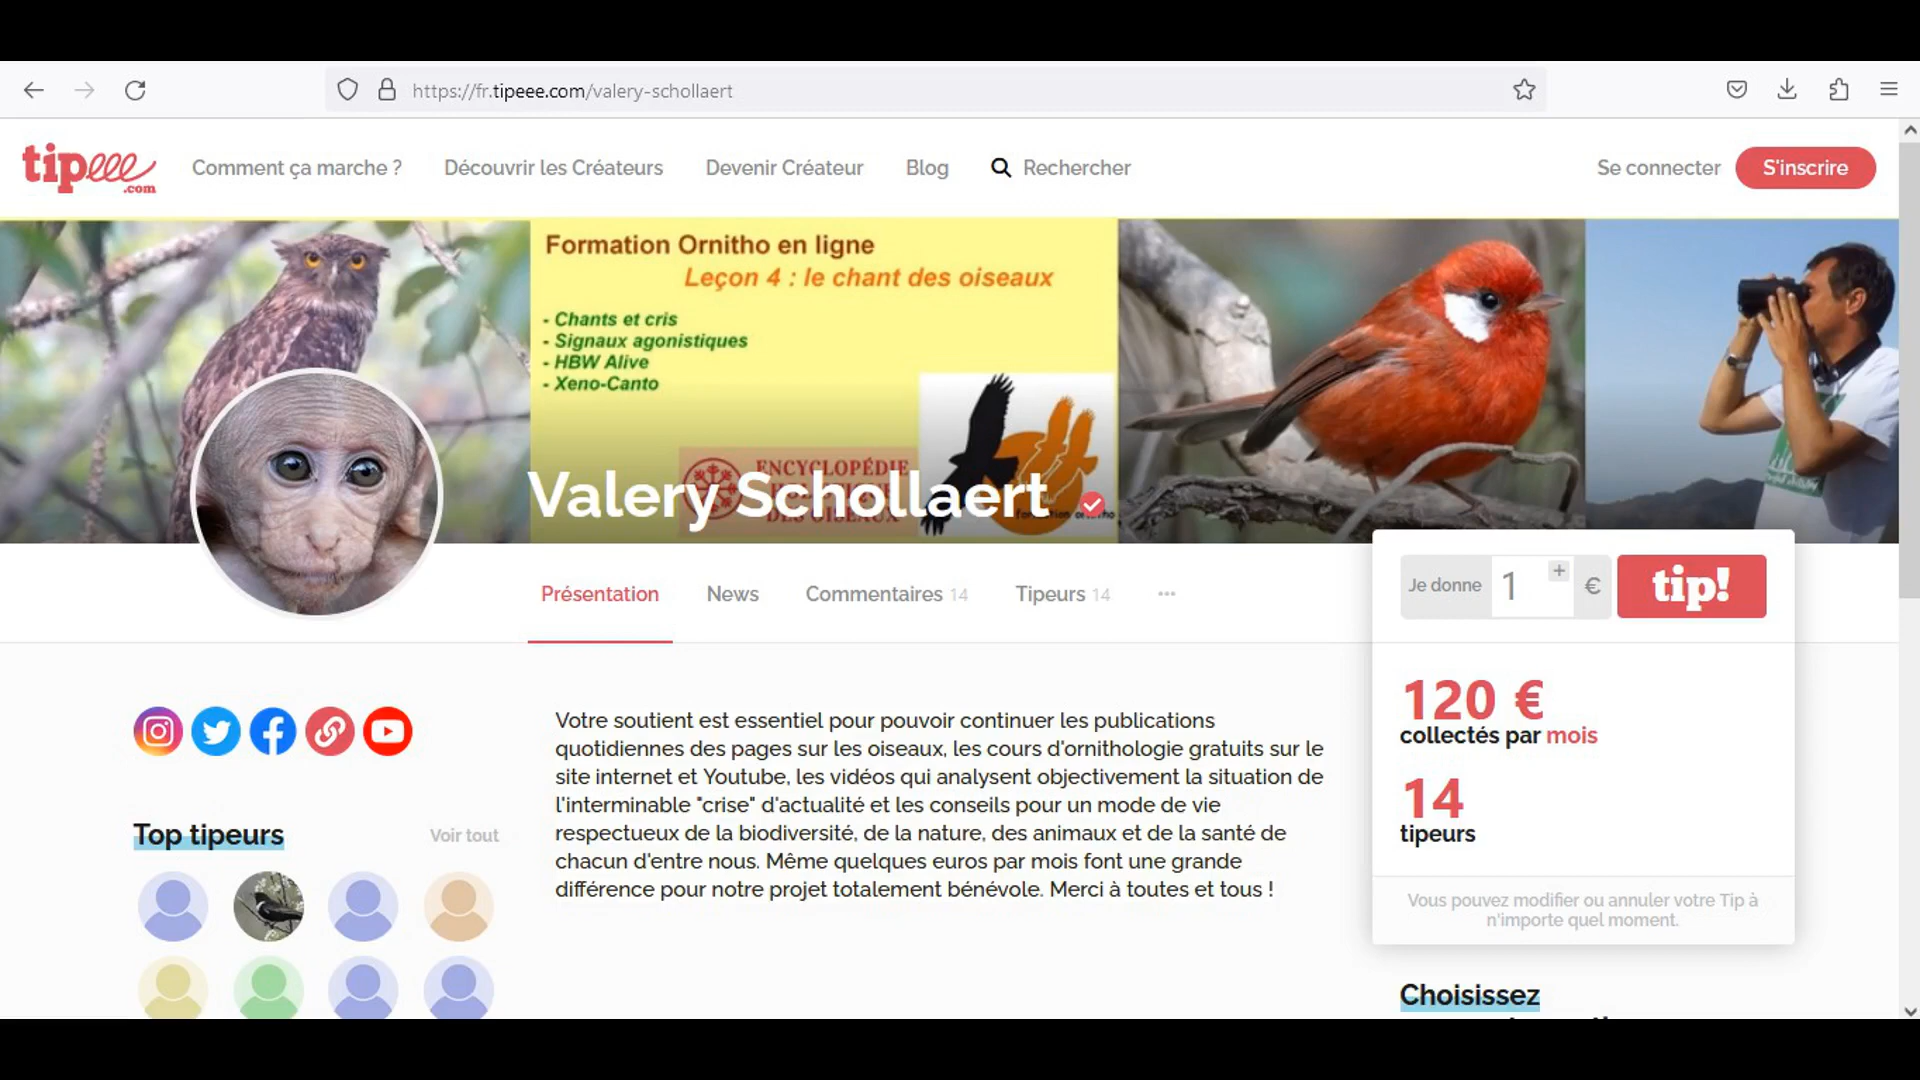 https://fr.tipeee.com/valery-schollaert
tipeee.com
Comment ça marche ?
Découvrir les Créateurs
Devenir Créateur
Blog
Rechercher
Se connecter
S'inscrire
Formation Ornitho en ligne
Leçon 4 : le chant des oiseaux
- Chants et cris
- Signaux agonistiques
- HBW Alive
- Xeno-Canto
ENCYCLOPÉDIE
DES OISEAUX
Valery Schollaert
Présentation
News
Commentaires 14
Tipeurs 14
Je donne
1
+
€
tip!
120 €
collectés par mois
14
tipeurs
Vous pouvez modifier ou annuler votre Tip à
n'importe quel moment.
Top tipeurs
Voir tout
Votre soutient est essentiel pour pouvoir continuer les publications
quotidiennes des pages sur les oiseaux, les cours d'ornithologie gratuits sur le
site internet et Youtube, les vidéos qui analysent objectivement la situation de
l'interminable "crise" d'actualité et les conseils pour un mode de vie
respectueux de la biodiversité, de la nature, des animaux et de la santé de
chacun d'entre nous. Même quelques euros par mois font une grande
différence pour notre projet totalement bénévole. Merci à toutes et tous !
Choisissez